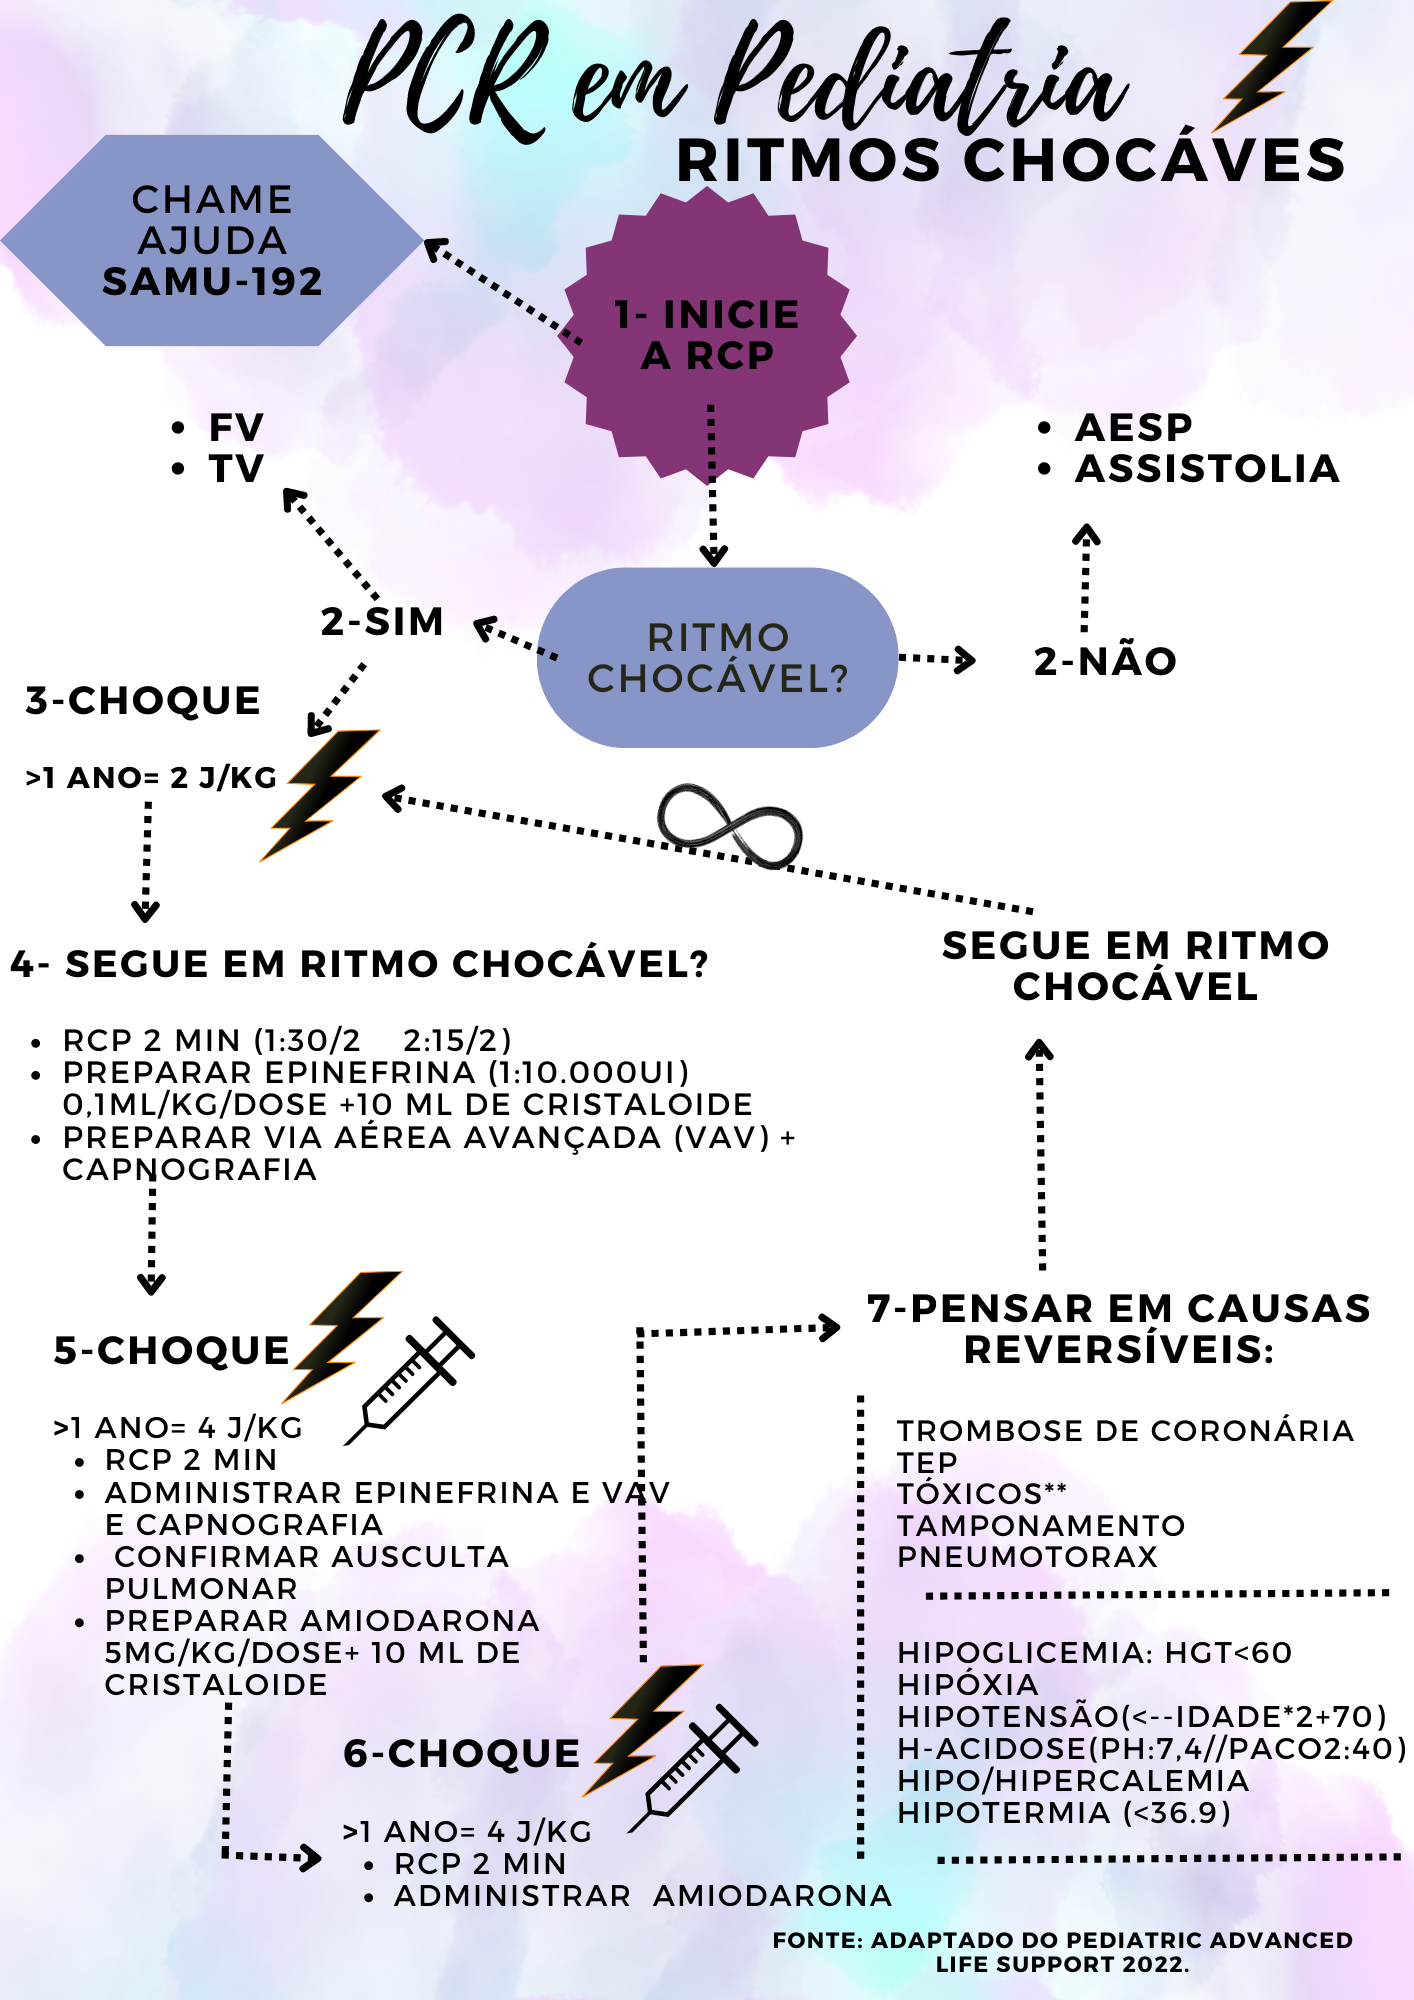 PCR em Pediatria
RITMOS CHOCÁVES
CHAME
AJUDA
SAMU-192
1- INICIE
A RCP
• FV
• TV
• AESP
• ASSISTOLIA
RITMO
CHOCÁVEL?
2-SIM
2-NÃO
3-CHOQUE
>1 ANO= 2 J/KG
4- SEGUE EM RITMO CHOCÁVEL?
• RCP 2 MIN (1:30/2 2:15/2)
• PREPARAR EPINEFRINA (1:10.000UI)
0,1ML/KG/DOSE +10 ML DE CRISTALOIDE
• PREPARAR VIA AÉREA AVANÇADA (VAV) +
CAPNOGRAFIA
SEGUE EM RITMO
CHOCÁVEL
5-CHOQUE
>1 ANO= 4 J/KG
• RCP 2 MIN
• ADMINISTRAR EPINEFRINA E VAV
E CAPNOGRAFIA
• CONFIRMAR AUSCULTA
PULMONAR
• PREPARAR AMIODARONA
5MG/KG/DOSE+ 10 ML DE
CRISTALOIDE
6-CHOQUE
>1 ANO= 4 J/KG
• RCP 2 MIN
• ADMINISTRAR AMIODARONA
7-PENSAR EM CAUSAS
REVERSÍVEIS:
TROMBOSE DE CORONÁRIA
TEP
TÓXICOS**
TAMPONAMENTO
PNEUMOTORAX
HIPOGLICEMIA: HGT<60
HIPÓXIA
HIPOTENSÃO(<--IDADE*2+70)
H-ACIDOSE(PH:7,4//PACO2:40)
HIPO/HIPERCALEMIA
HIPOTERMIA (<36.9)
FONTE: ADAPTADO DO PEDIATRIC ADVANCED
LIFE SUPPORT 2022.